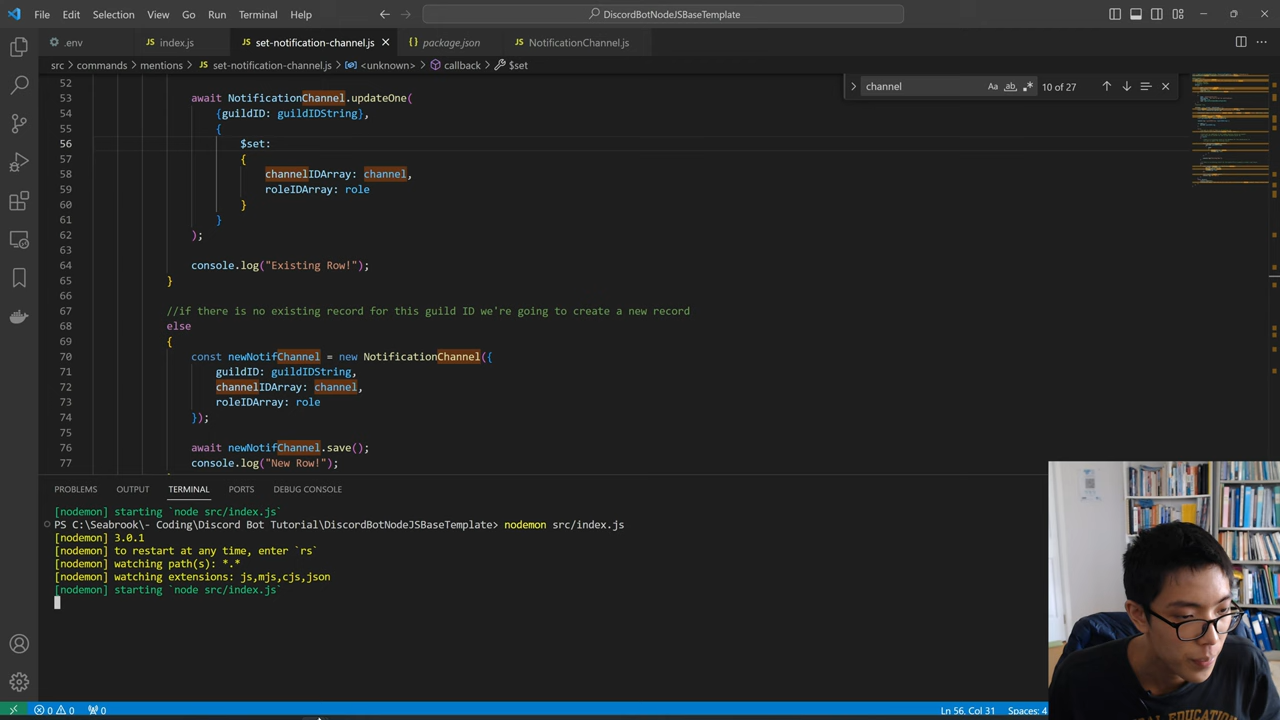 File Edit Selection View Go Run Terminal Help
DiscordBotNodeJSBaseTemplate
.env
JS index.js
JS set-notification-channel.js
{} package.json
JS NotificationChannel.js
src > commands > mentions > JS set-notification-channel.js > <unknown> > callback > $set
channel
Aa ab .*
10 of 27
52
53 await NotificationChannel.updateOne(
54 {guildID: guildIDString},
55 {
56 $set:
57 {
58 channelIDArray: channel,
59 roleIDArray: role
60 }
61 }
62 );
63
64 console.log("Existing Row!");
65 }
66
67 //if there is no existing record for this guild ID we're going to create a new record
68 else
69 {
70 const newNotifChannel = new NotificationChannel({
71 guildID: guildIDString,
72 channelIDArray: channel,
73 roleIDArray: role
74 });
75
76 await newNotifChannel.save();
77 console.log("New Row!");
PROBLEMS OUTPUT TERMINAL PORTS DEBUG CONSOLE
[nodemon] starting `node src/index.js`
PS C:\Seabrook\- Coding\Discord Bot Tutorial\DiscordBotNodeJSBaseTemplate> nodemon src/index.js
[nodemon] 3.0.1
[nodemon] to restart at any time, enter `rs`
[nodemon] watching path(s): *.*
[nodemon] watching extensions: js,mjs,cjs,json
[nodemon] starting `node src/index.js`
0 0 0
Ln 56, Col 31 Spaces: 4